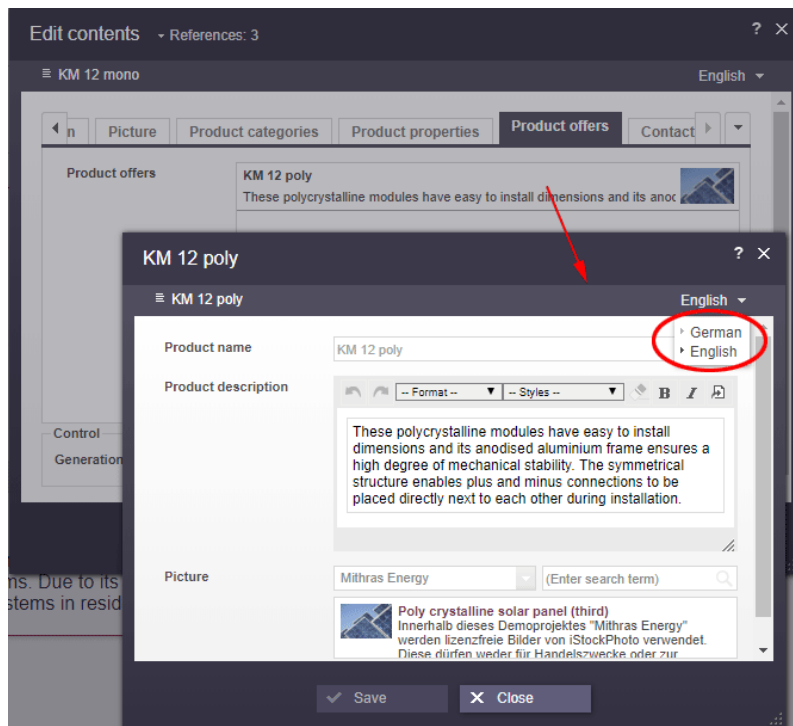 Edit contents References: 3 ?
KM 12 mono English
n Picture Product categories Product properties Product offers Contact
Product offers
KM 12 poly
These polycrystalline modules have easy to install dimensions and its anoc
KM 12 poly ?
KM 12 poly English
German
English
Product name KM 12 poly
Product description
-- Format -- -- Styles -- B I
These polycrystalline modules have easy to install
dimensions and its anodised aluminium frame ensures a
high degree of mechanical stability. The symmetrical
structure enables plus and minus connections to be
placed directly next to each other during installation.
Control
Generation
ms. Due to its
stems in resid
Picture Mithras Energy (Enter search term)
Poly crystalline solar panel (third)
Innerhalb dieses Demoprojektes "Mithras Energy"
werden lizenzfreie Bilder von iStockPhoto verwendet.
Diese dürfen weder für Handelszwecke oder zur
Save Close